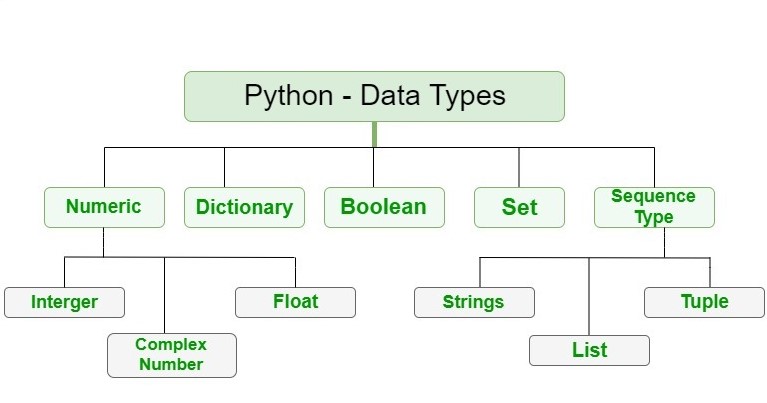 Python - Data Types
Numeric
Dictionary
Boolean
Set
Sequence
Type
Interger
Complex
Number
Float
Strings
List
Tuple